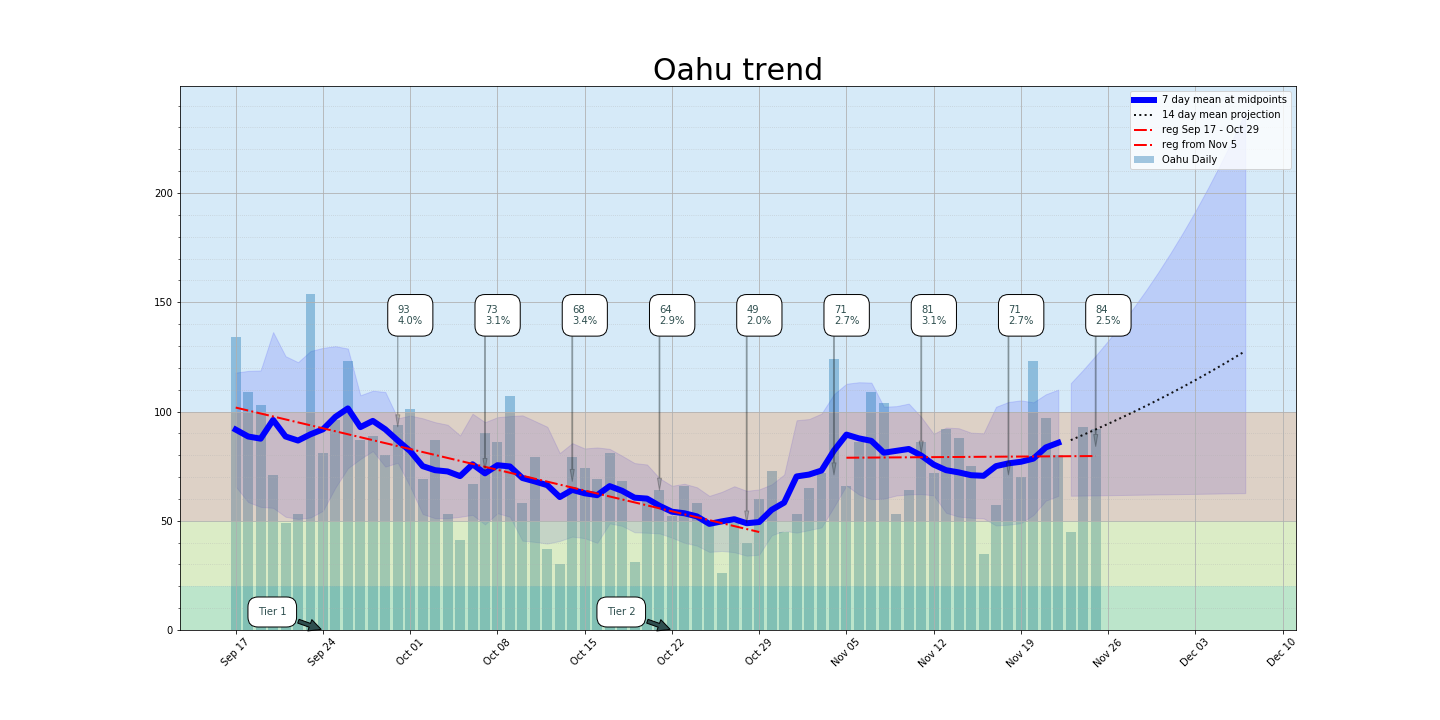 Oahu trend
7 day mean at midpoints
14 day mean projection
reg Sep 17 - Oct 29
reg from Nov 5
Oahu Daily
200
150
100
50
0
93
4.0%
73
3.1%
68
3.4%
64
2.9%
49
2.0%
71
2.7%
81
3.1%
71
2.7%
84
2.5%
Tier 1
Tier 2
Sep 17
Sep 24
Oct 01
Oct 08
Oct 15
Oct 22
Oct 29
Nov 05
Nov 12
Nov 19
Nov 26
Dec 03
Dec 10